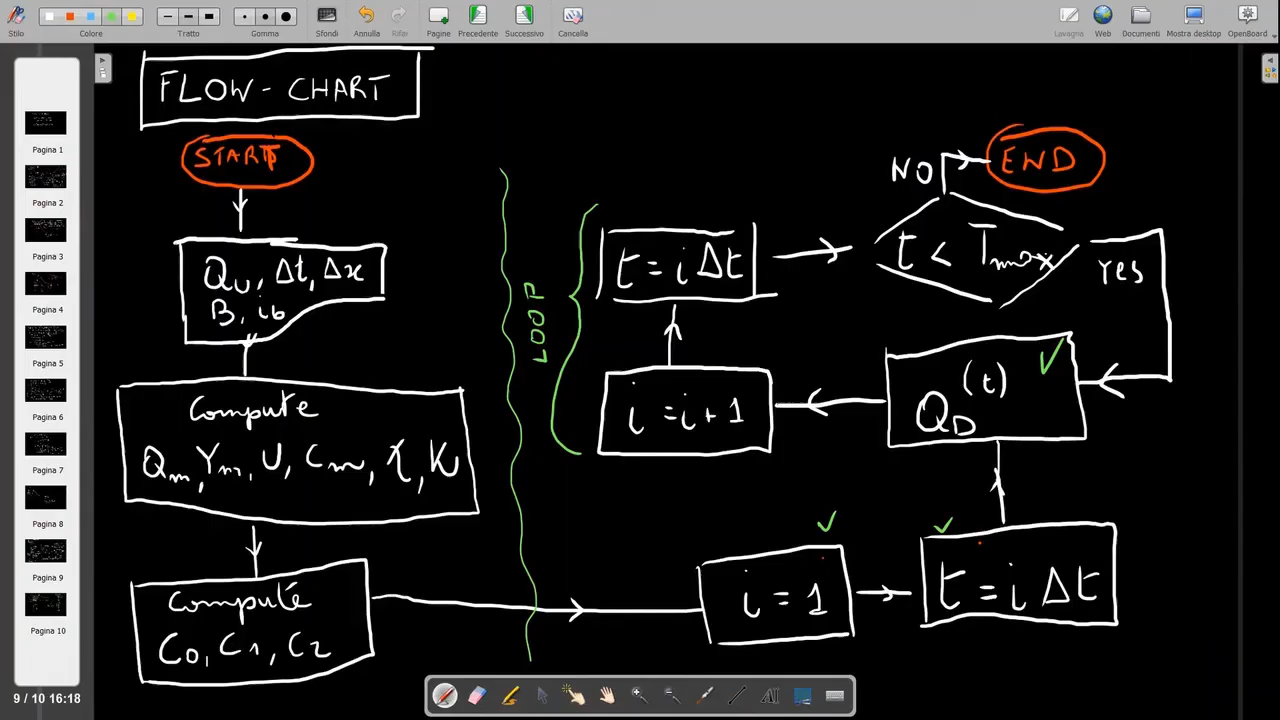 Stilo
Colore
Tratto
Gomma
Sfondi
Annulla
Rifar
Pagine
Precedente
Successivo
Cancella
Lavagna
Web
Documenti
Mostra desktop
OpenBoard
Pagina 1
Pagina 2
Pagina 3
Pagina 4
Pagina 5
Pagina 6
Pagina 7
Pagina 8
Pagina 9
Pagina 10
9 / 10 16:18
FLOW - CHART
START
QU, Δt, Δx
B, ib
Compute
Qm, Ym, U, Cm, X, K
Compute
C0, C1, C2
LOOP
i = 1
t = i Δt
QD(t)
i = i + 1
t = i Δt
t < Tmax
Yes
NO
END